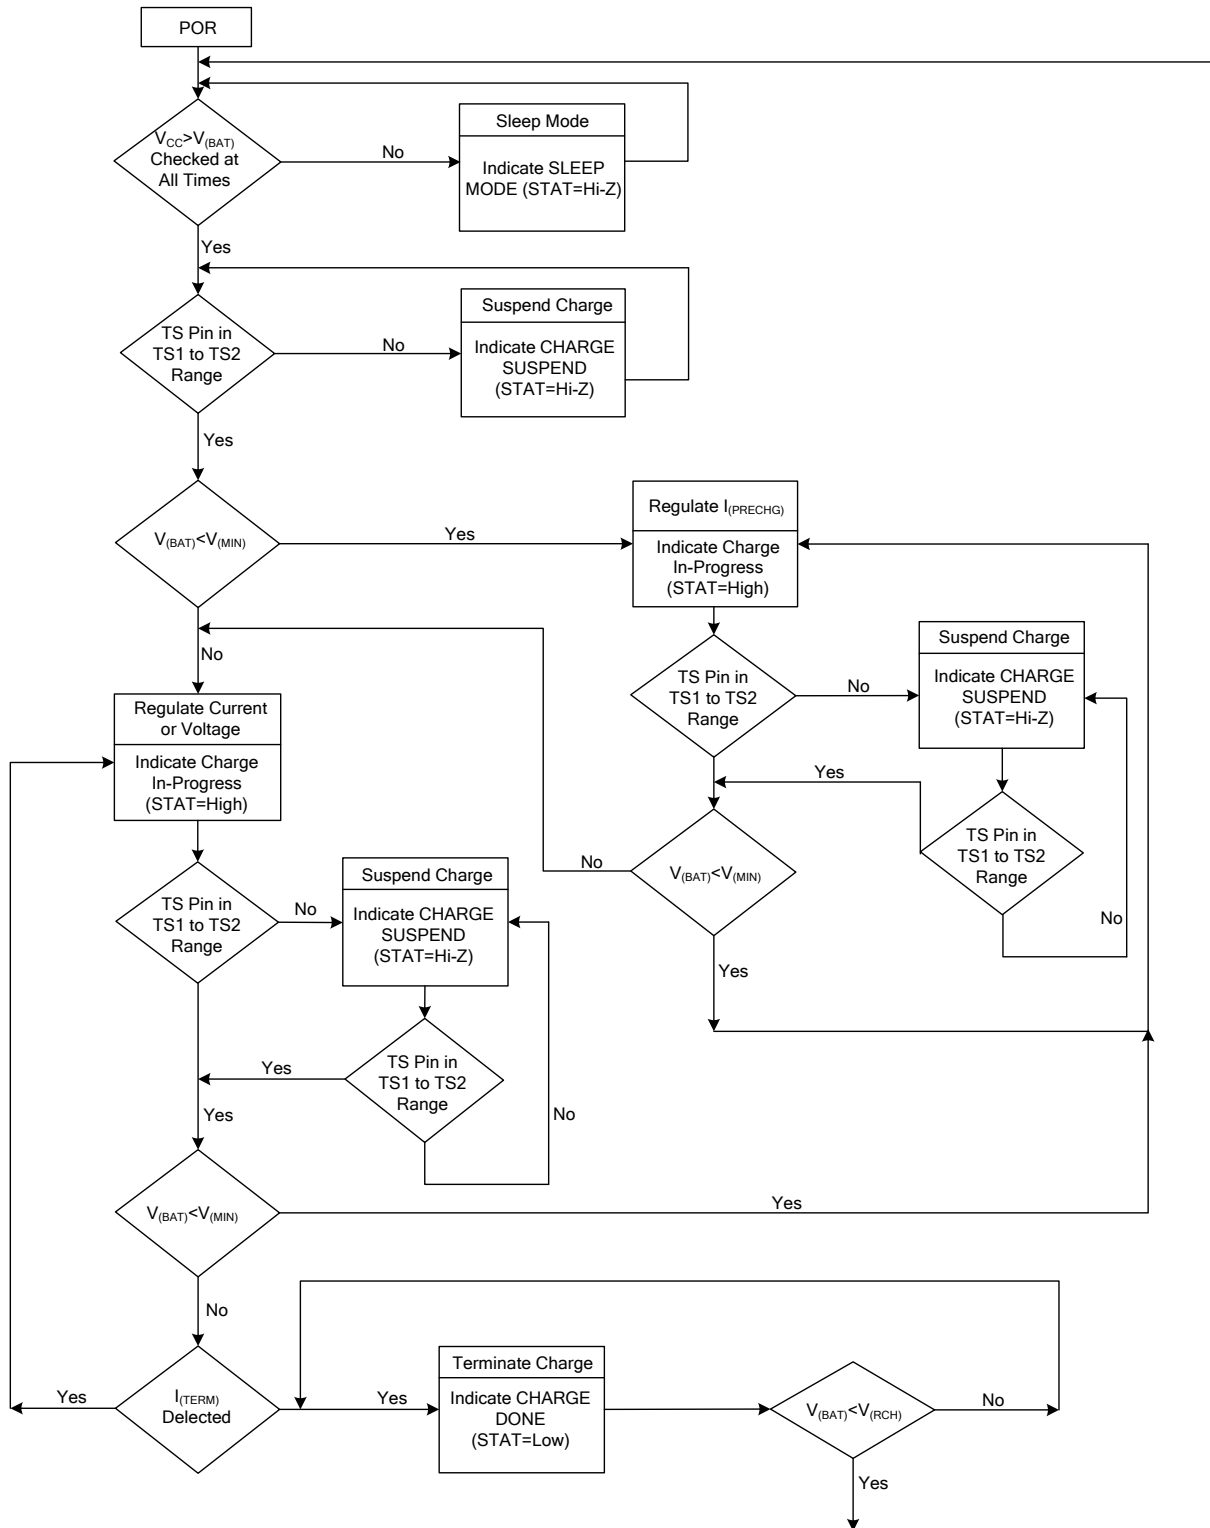 POR
V(BAT)
VCC>V(BAT)
Checked at
All Times
No
Sleep Mode
Indicate SLEEP
MODE (STAT=Hi-Z)
Yes
TS Pin in
TS1 to TS2
Range
No
Suspend Charge
Indicate CHARGE
SUSPEND
(STAT=Hi-Z)
Yes
V(BAT)<V(MIN)
Yes
Regulate I(PRECHG)
Indicate Charge
In-Progress
(STAT=High)
No
TS Pin in
TS1 to TS2
Range
No
Suspend Charge
Indicate CHARGE
SUSPEND
(STAT=Hi-Z)
Regulate Current
or Voltage
Indicate Charge
In-Progress
(STAT=High)
Yes
TS Pin in
TS1 to TS2
Range
No
No
V(BAT)<V(MIN)
Yes
TS Pin in
TS1 to TS2
Range
No
Suspend Charge
Indicate CHARGE
SUSPEND
(STAT=Hi-Z)
Yes
TS Pin in
TS1 to TS2
Range
No
Yes
V(BAT)<V(MIN)
Yes
No
Yes
I(TERM)
Delected
Yes
Terminate Charge
Indicate CHARGE
DONE
(STAT=Low)
V(BAT)<V(RCH)
No
Yes